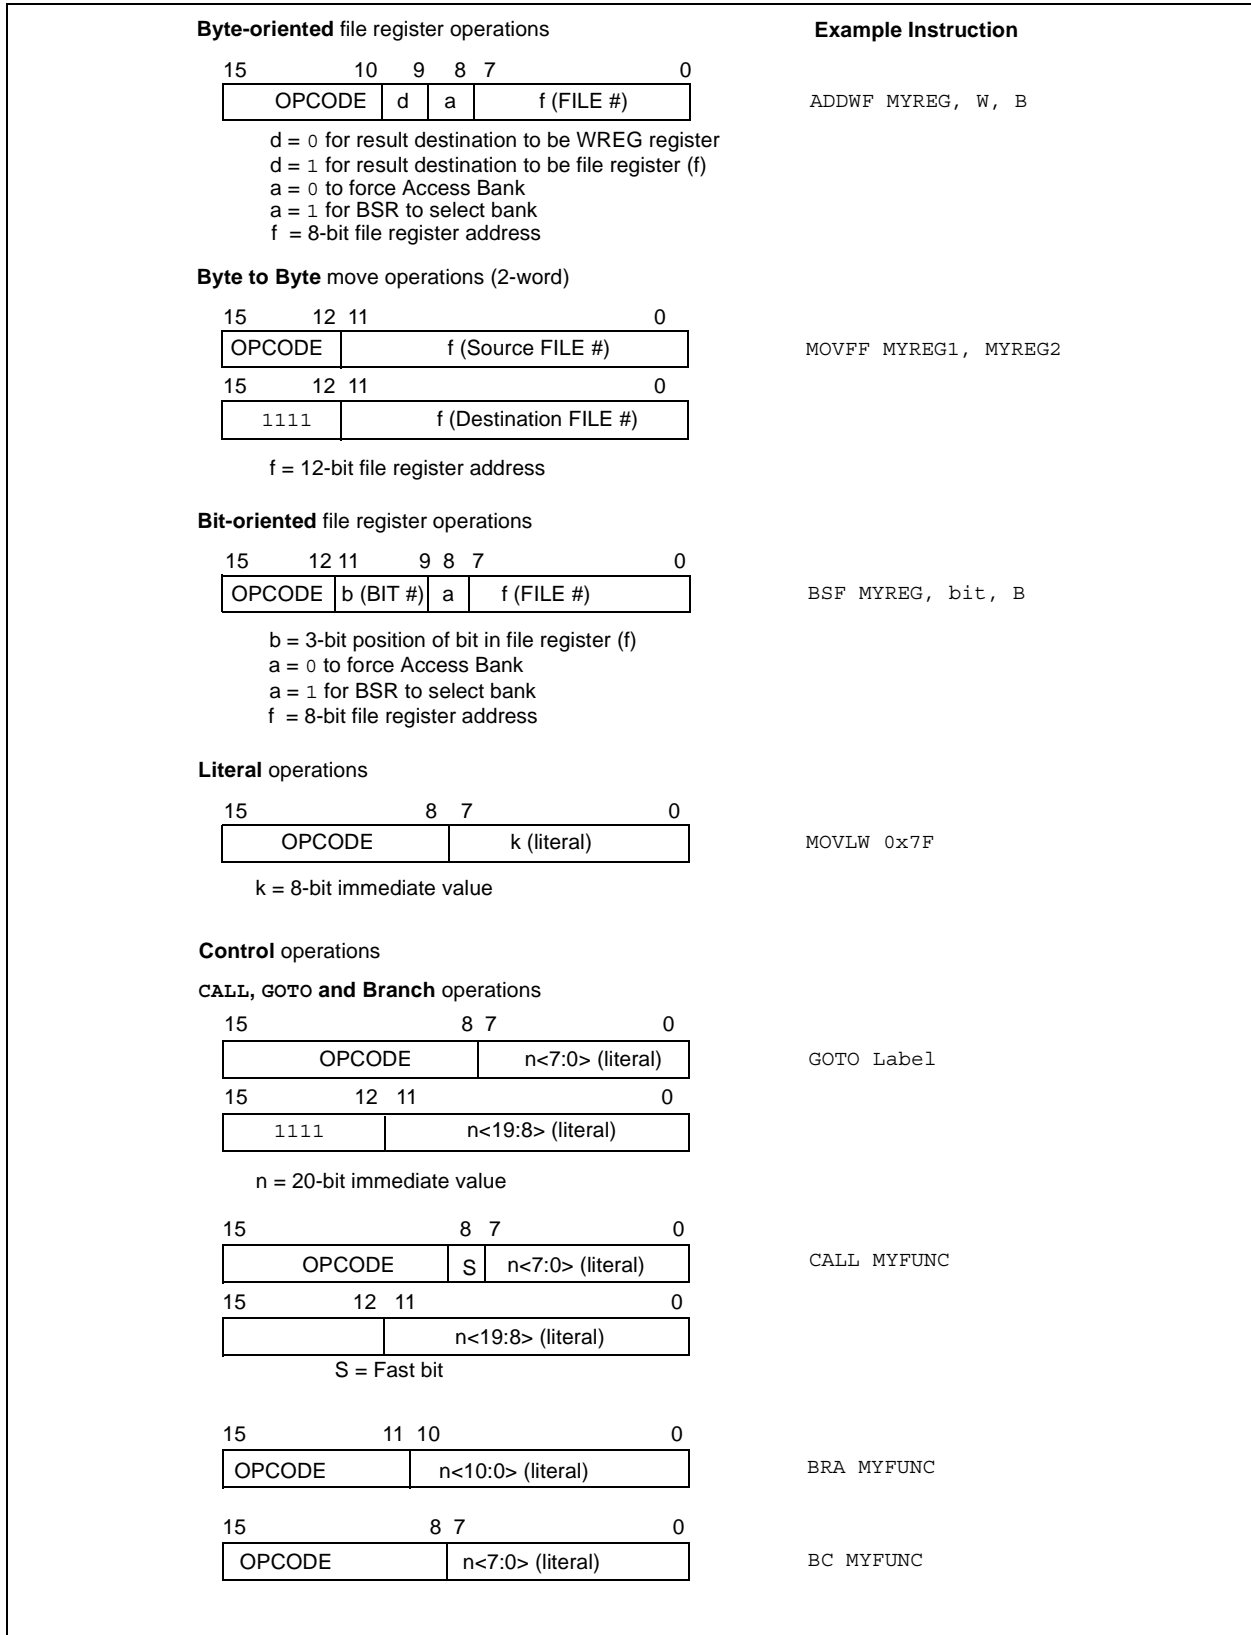 Byte-oriented file register operations
Example Instruction
15 10 9 8 7 0
OPCODE d a f (FILE #)
ADDWF MYREG, W, B
d = 0 for result destination to be WREG register
d = 1 for result destination to be file register (f)
a = 0 to force Access Bank
a = 1 for BSR to select bank
f = 8-bit file register address
Byte to Byte move operations (2-word)
15 12 11 0
OPCODE f (Source FILE #)
MOVFF MYREG1, MYREG2
15 12 11 0
1111 f (Destination FILE #)
f = 12-bit file register address
Bit-oriented file register operations
15 12 11 9 8 7 0
OPCODE b (BIT #) a f (FILE #)
BSF MYREG, bit, B
b = 3-bit position of bit in file register (f)
a = 0 to force Access Bank
a = 1 for BSR to select bank
f = 8-bit file register address
Literal operations
15 8 7 0
OPCODE k (literal)
MOVLW 0x7F
k = 8-bit immediate value
Control operations
CALL, GOTO and Branch operations
15 8 7 0
OPCODE n<7:0> (literal)
GOTO Label
15 12 11 0
1111 n<19:8> (literal)
n = 20-bit immediate value
15 8 7 0
OPCODE S n<7:0> (literal)
CALL MYFUNC
15 12 11 0
n<19:8> (literal)
S = Fast bit
15 11 10 0
OPCODE n<10:0> (literal)
BRA MYFUNC
15 8 7 0
OPCODE n<7:0> (literal)
BC MYFUNC